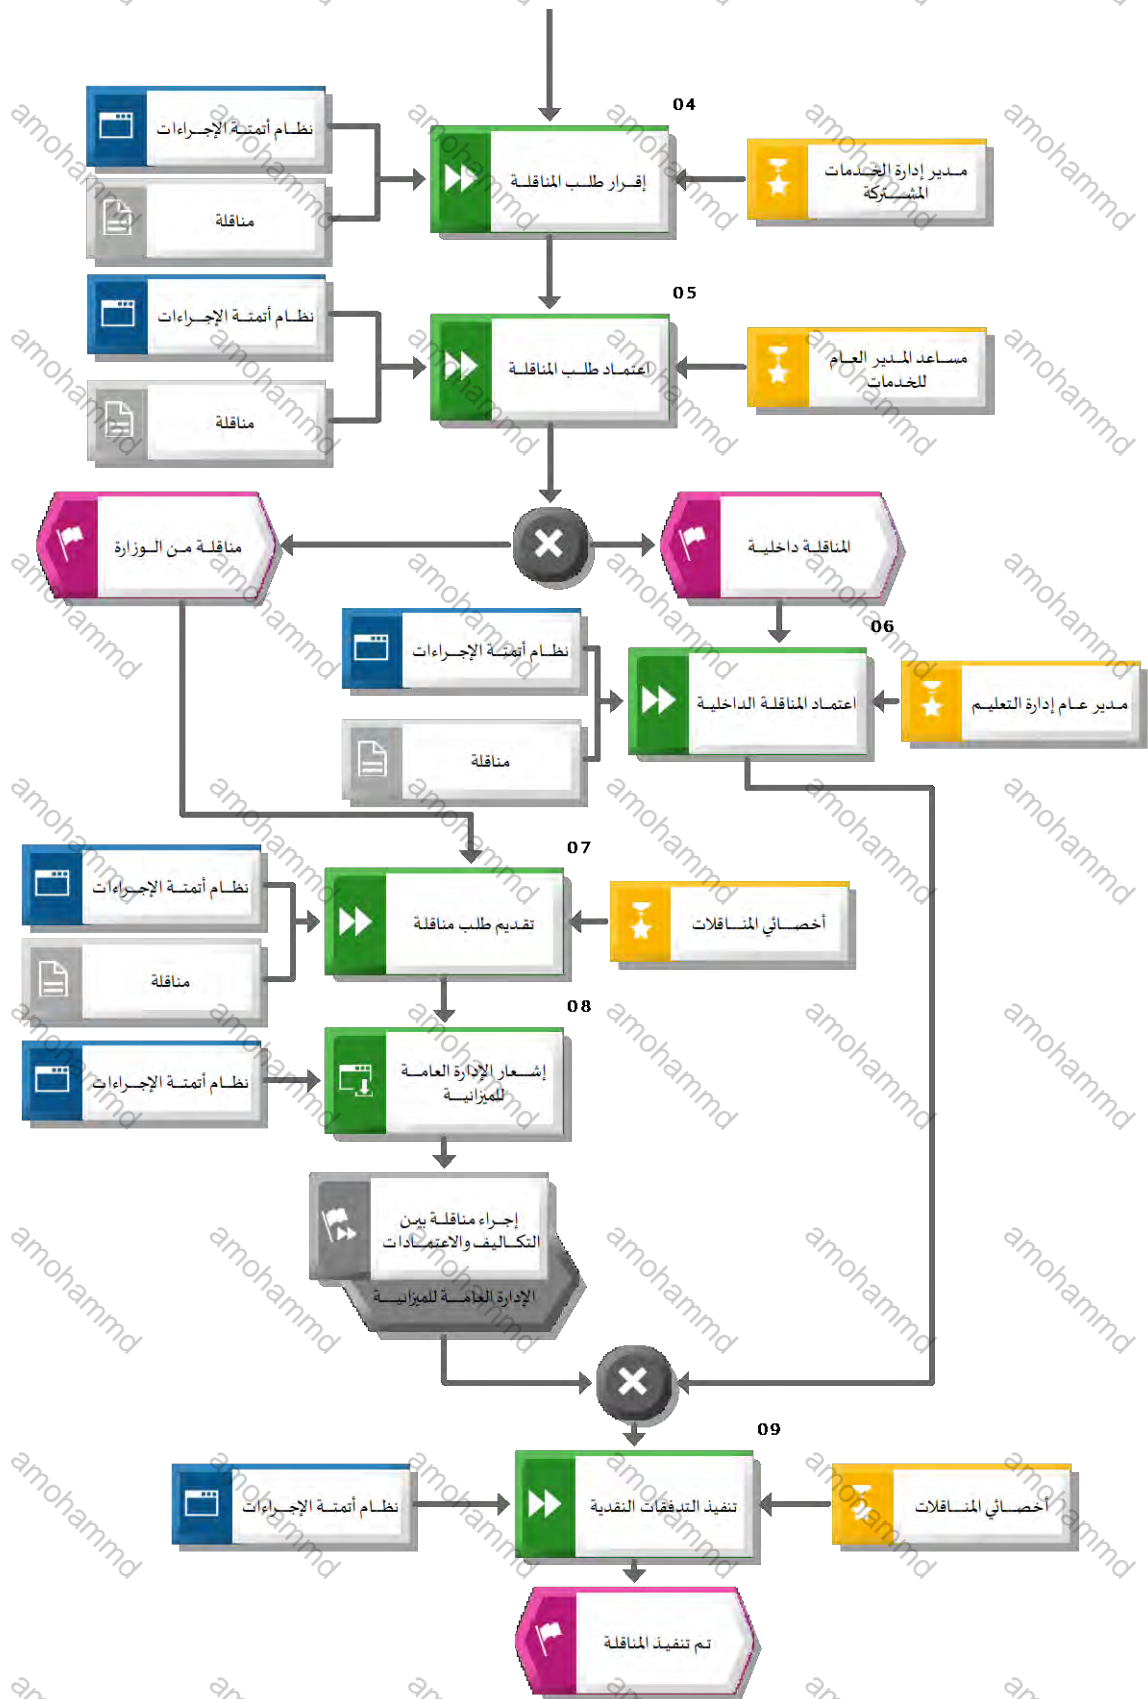 04
نظام أتمتة الإجراءات
إقرار طلب المناقلة
مدير إدارة الخدمات
المشتركة
مناقلة
05
نظام أتمتة الإجراءات
اعتماد طلب المناقلة
مساعد المدير العام
للخدمات
مناقلة
المناقلة داخلية
مناقلة من الوزارة
06
نظام أتمتة الإجراءات
اعتماد المناقلة الداخلية
مدير عام إدارة التعليم
مناقلة
07
نظام أتمتة الإجراءات
تقديم طلب مناقلة
أخصائي المناقلات
مناقلة
08
نظام أتمتة الإجراءات
إشعار الإدارة العامة
للميزانية
إجراء مناقلة بين
التكاليف والاعتمادات
الإدارة العامة للميزانية
09
أخصائي المناقلات
تنفيذ التدفقات النقدية
نظام أتمتة الإجراءات
تم تنفيذ المناقلة
amohammd